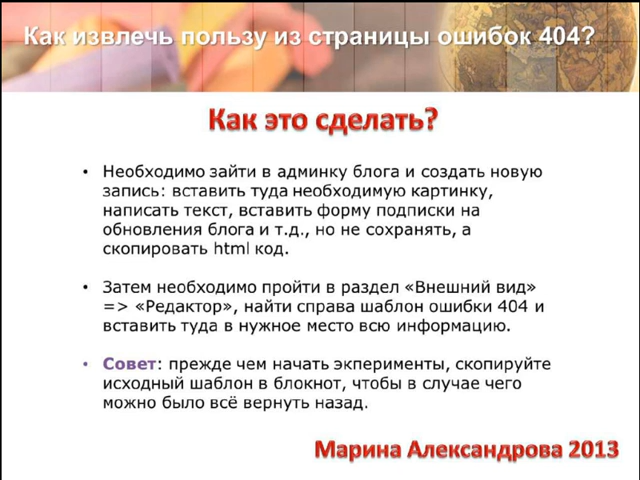 Как извлечь пользу из страницы ошибок 404?
Как это сделать?
• Необходимо зайти в админку блога и создать новую
запись: вставить туда необходимую картинку,
написать текст, вставить форму подписки на
обновления блога и т.д., но не сохранять, а
скопировать html код.
• Затем необходимо пройти в раздел «Внешний вид»
=> «Редактор», найти справа шаблон ошибки 404 и
вставить туда в нужное место всю информацию.
• Совет: прежде чем начать экперименты, скопируйте
исходный шаблон в блокнот, чтобы в случае чего
можно было всё вернуть назад.
Марина Александрова 2013